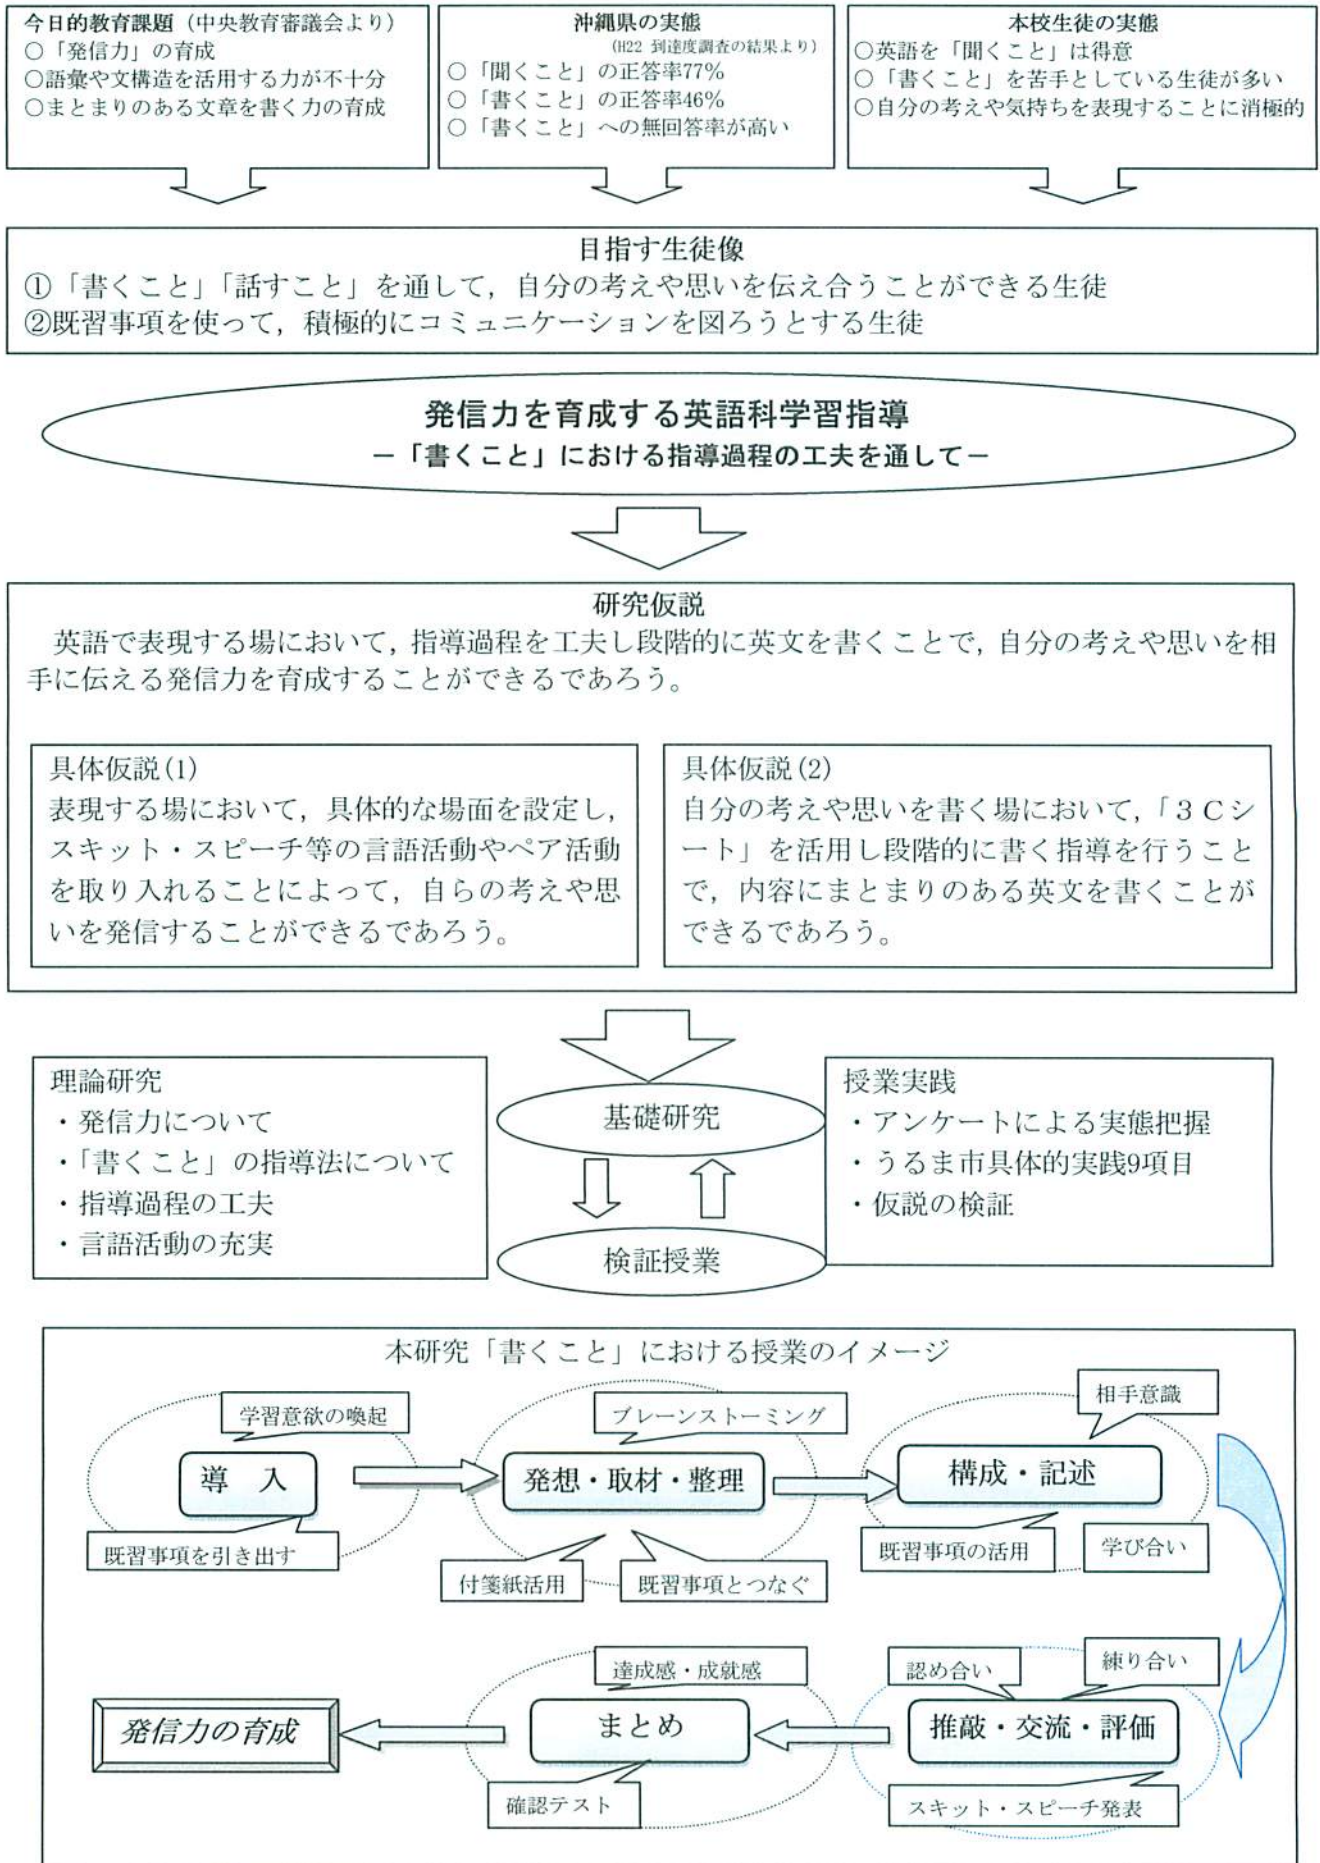 今日的教育課題（中央教育審議会より）
○「発信力」の育成
○語彙や文構造を活用する力が不十分
○まとまりのある文章を書く力の育成
沖縄県の実態
(H22 到達度調査の結果より)
○「聞くこと」の正答率77%
○「書くこと」の正答率46%
○「書くこと」への無回答率が高い
本校生徒の実態
○英語を「聞くこと」は得意
○「書くこと」を苦手としている生徒が多い
○自分の考えや気持ちを表現することに消極的
目指す生徒像
①「書くこと」「話すこと」を通して，自分の考えや思いを伝え合うことができる生徒
②既習事項を使って，積極的にコミュニケーションを図ろうとする生徒
発信力を育成する英語科学習指導
－「書くこと」における指導過程の工夫を通して－
研究仮説
英語で表現する場において，指導過程を工夫し段階的に英文を書くことで，自分の考えや思いを相
手に伝える発信力を育成することができるであろう。
具体仮説(1)
表現する場において，具体的な場面を設定し，
スキット・スピーチ等の言語活動やペア活動
を取り入れることによって，自らの考えや思
いを発信することができるであろう。
具体仮説(2)
自分の考えや思いを書く場において，「３Ｃシ
ート」を活用し段階的に書く指導を行うこと
で，内容にまとまりのある英文を書くことが
できるであろう。
理論研究
・発信力について
・「書くこと」の指導法について
・指導過程の工夫
・言語活動の充実
基礎研究
検証授業
授業実践
・アンケートによる実態把握
・うるま市具体的実践9項目
・仮説の検証
本研究「書くこと」における授業のイメージ
学習意欲の喚起
導　入
既習事項を引き出す
ブレーンストーミング
発想・取材・整理
付箋紙活用
既習事項とつなぐ
相手意識
構成・記述
既習事項の活用
学び合い
認め合い
練り合い
推敲・交流・評価
スキット・スピーチ発表
達成感・成就感
まとめ
確認テスト
発信力の育成